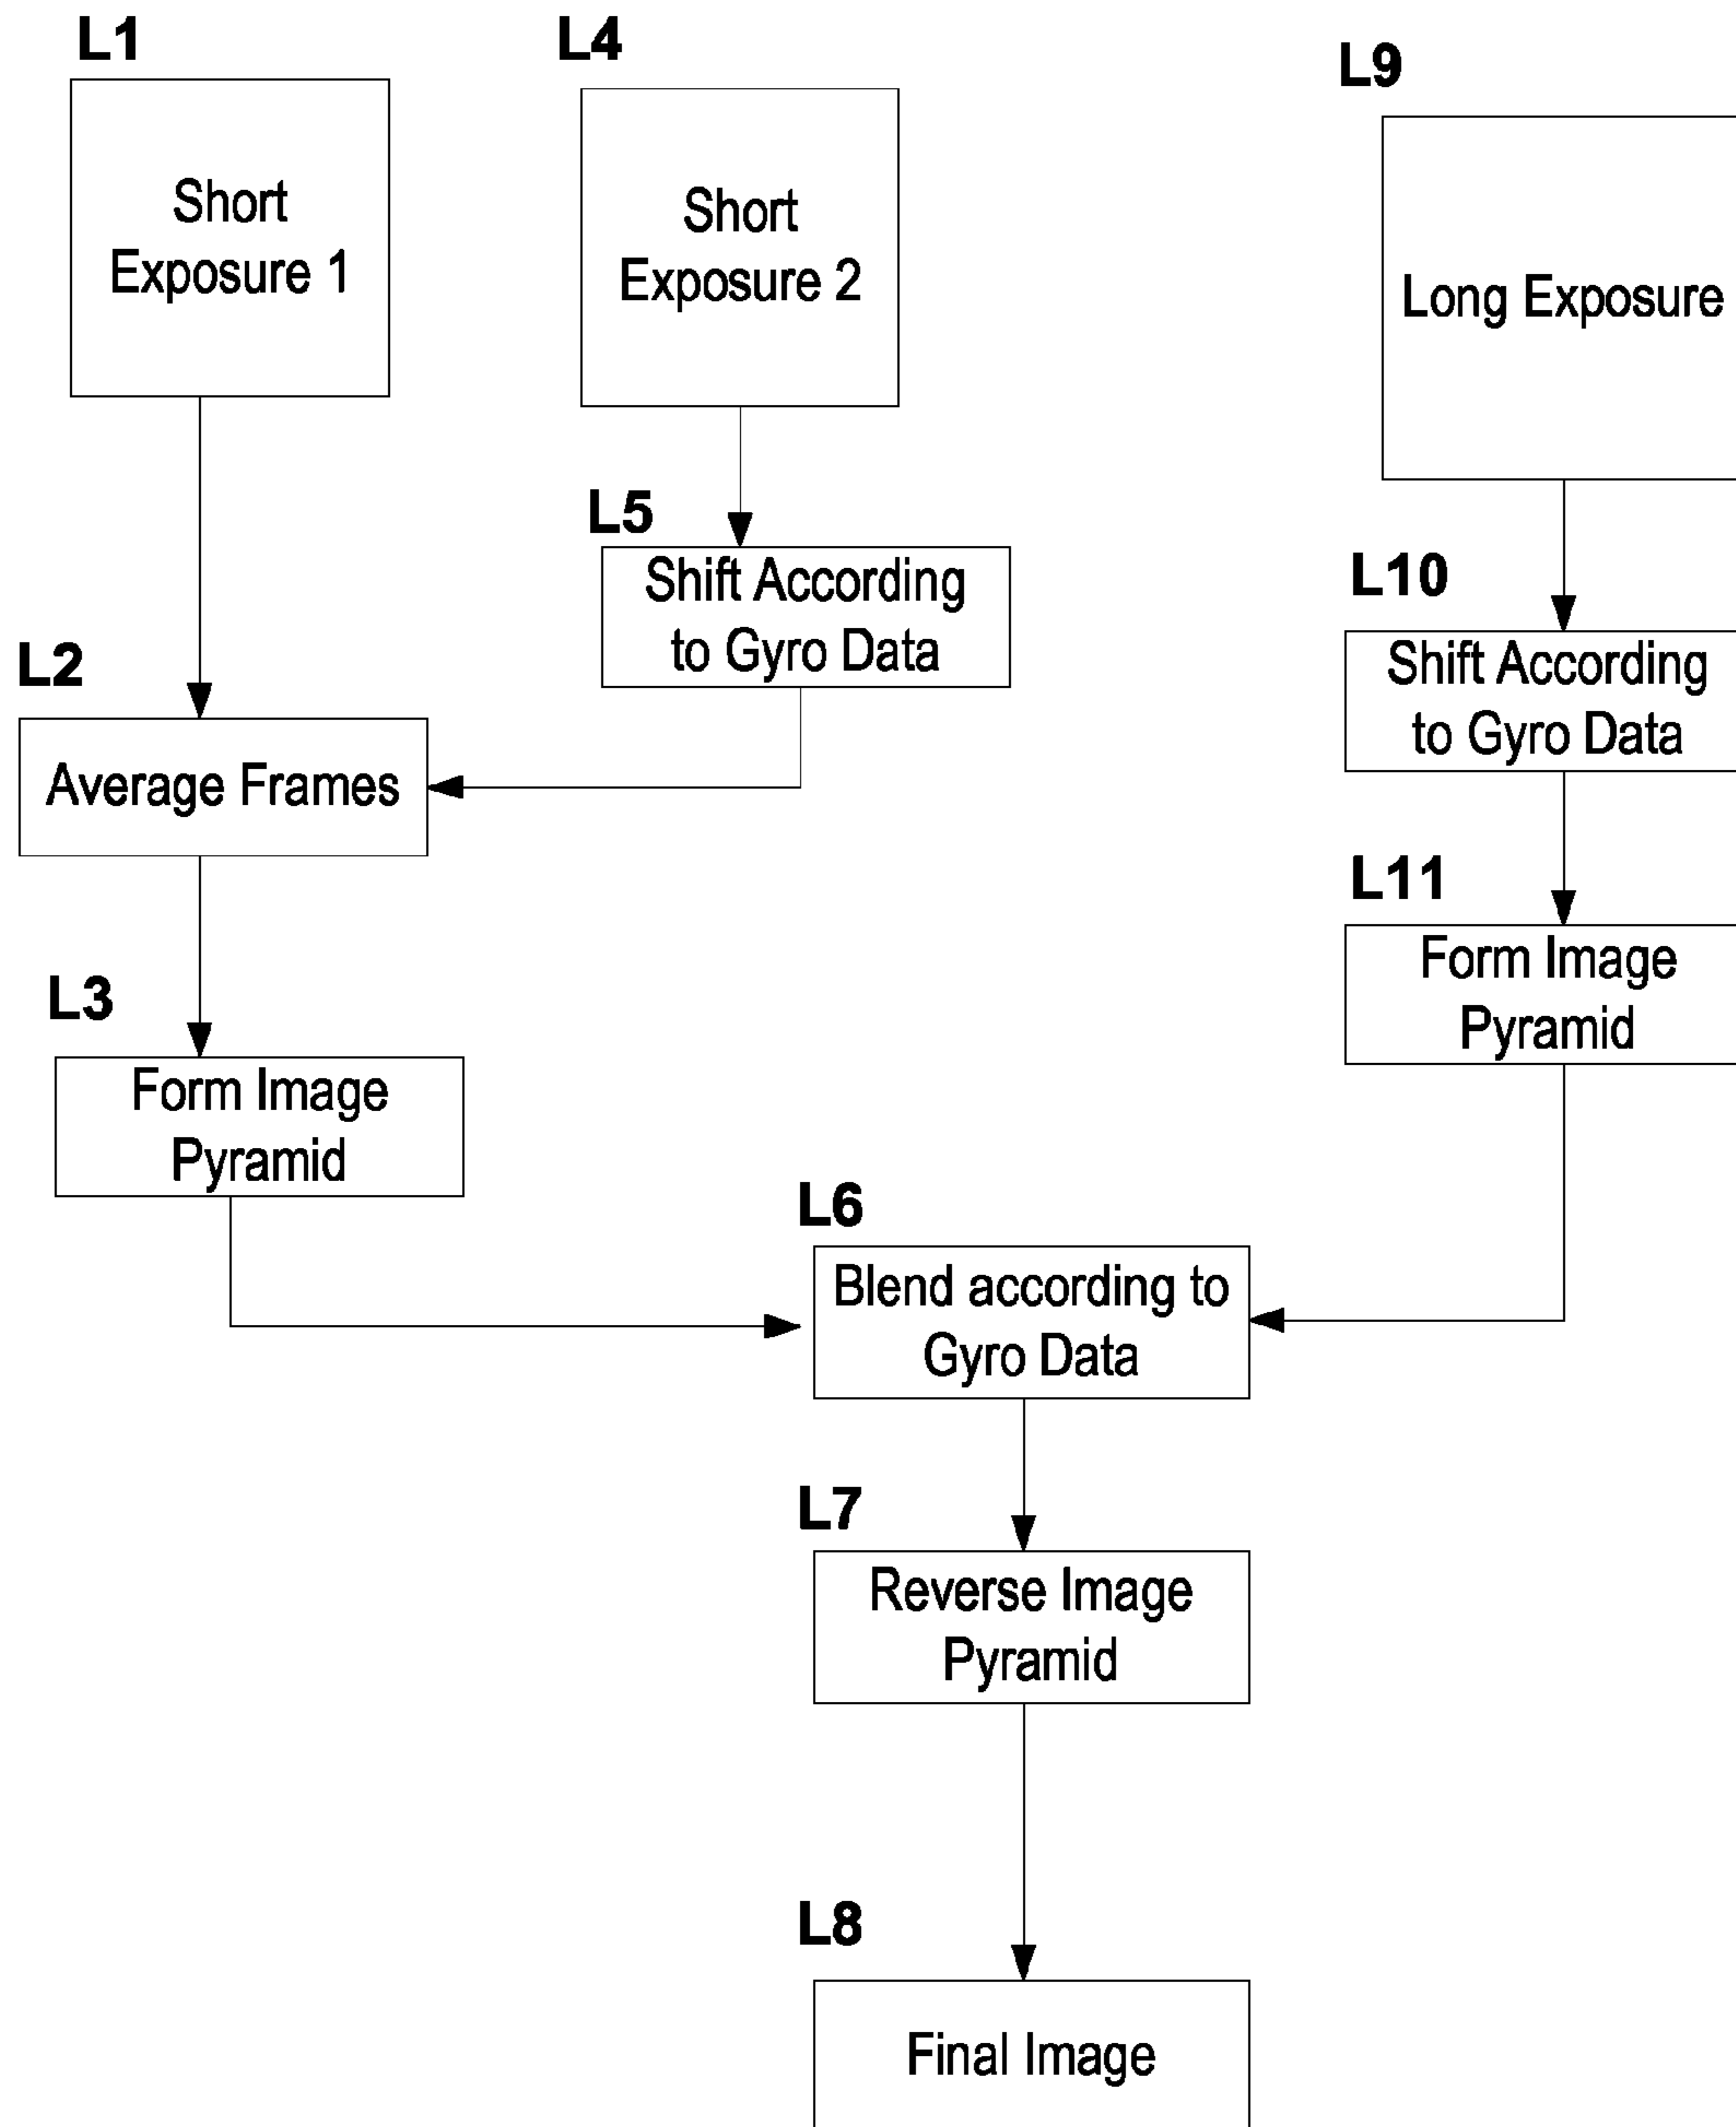 L1
Short
Exposure 1
L4
Short
Exposure 2
L9
Long Exposure
L5
Shift According
to Gyro Data
L10
Shift According
to Gyro Data
L2
Average Frames
L11
Form Image
Pyramid
L3
Form Image
Pyramid
L6
Blend according to
Gyro Data
L7
Reverse Image
Pyramid
L8
Final Image